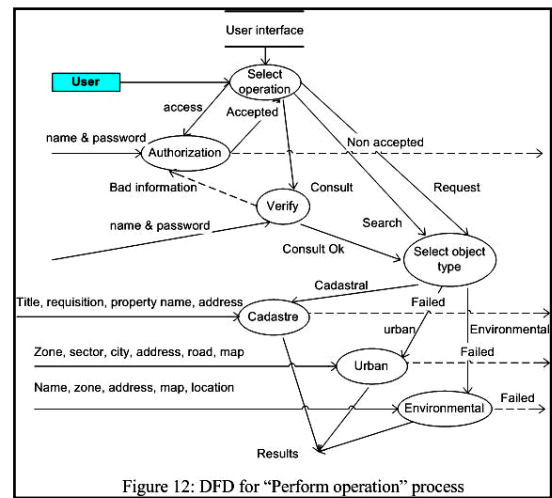 User interface
User
Select
operation
access
Accepted
name & password
Authorization
Non accepted
Bad information
Consult
Request
Verify
name & password
Search
Consult Ok
Select object
type
Cadastral
Title, requisition, property name, address
Failed
Cadastre
urban
Environmental
Zone, sector, city, address, road, map
Failed
Urban
Name, zone, address, map, location
Environmental
Failed
Results
Figure 12: DFD for “Perform operation” process